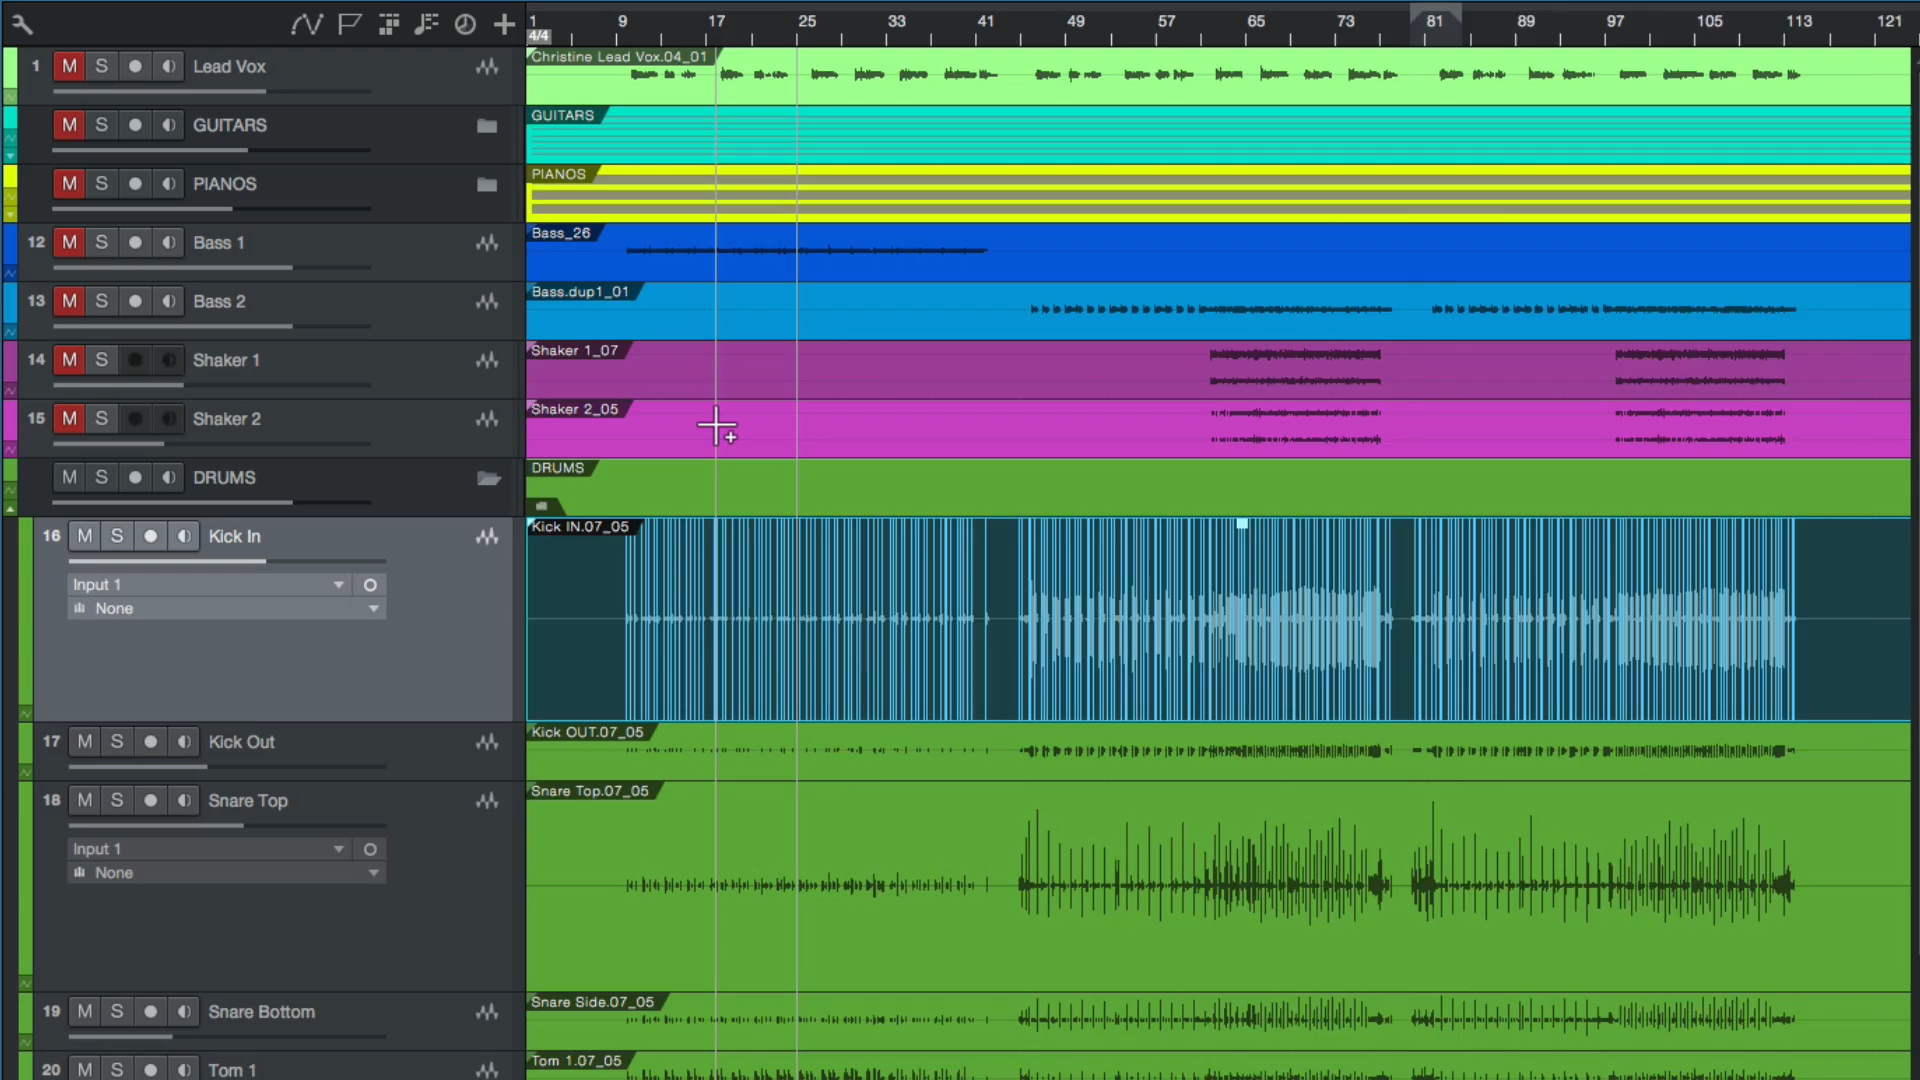 1 9 17 25 33 41 49 57 65 73 81 89 97 105 113 121
4/4
1 M S Lead Vox
Christine Lead Vox.04_01
M S GUITARS
GUITARS
M S PIANOS
PIANOS
12 M S Bass 1
Bass_26
13 M S Bass 2
Bass.dup1_01
14 M S Shaker 1
Shaker 1_07
15 M S Shaker 2
Shaker 2_05
M S DRUMS
DRUMS
16 M S Kick In
Kick IN.07_05
Input 1
None
17 M S Kick Out
Kick OUT.07_05
18 M S Snare Top
Snare Top.07_05
Input 1
None
19 M S Snare Bottom
Snare Side.07_05
20 M S Tom 1
Tom 1.07_05